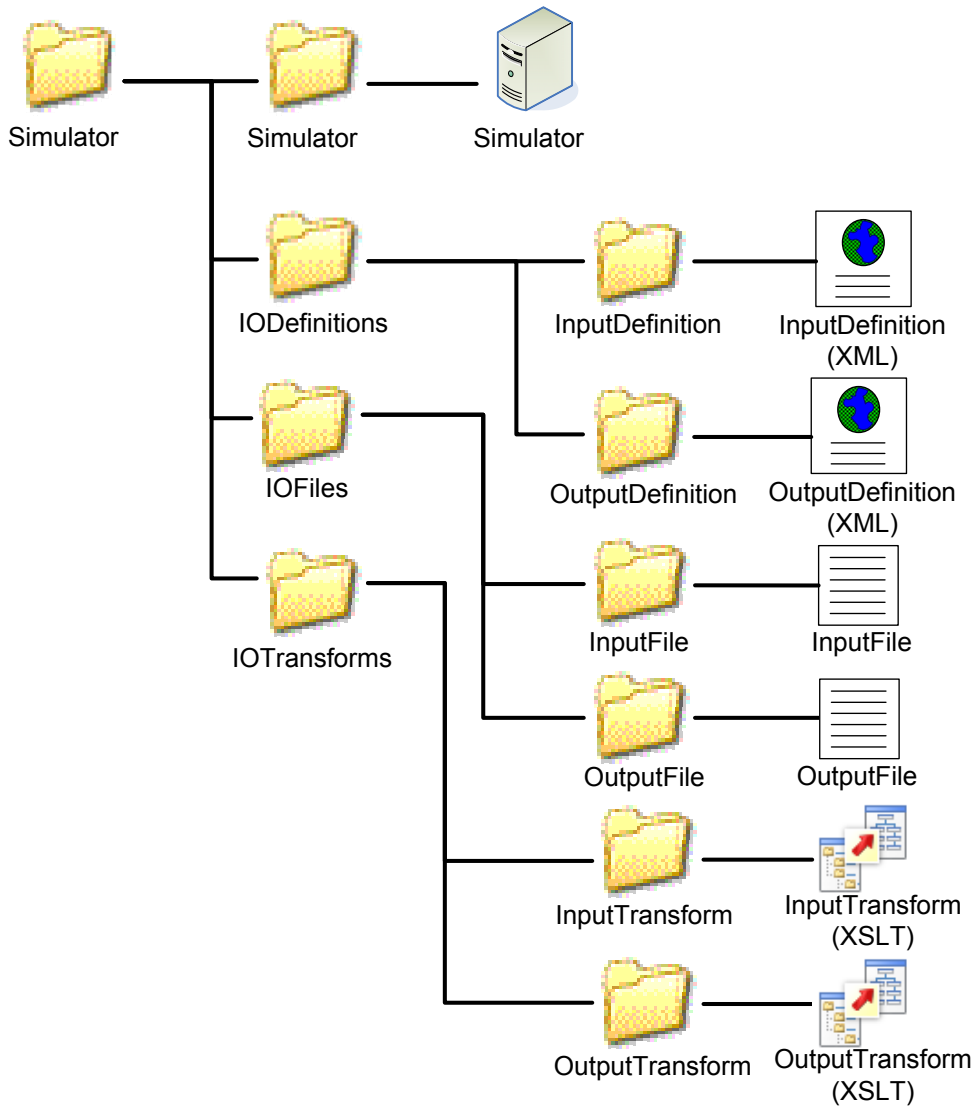 Simulator
Simulator
Simulator
IODefinitions
InputDefinition
InputDefinition
(XML)
IOFiles
OutputDefinition
OutputDefinition
(XML)
IOTransforms
InputFile
InputFile
OutputFile
OutputFile
InputTransform
InputTransform
(XSLT)
OutputTransform
OutputTransform
(XSLT)